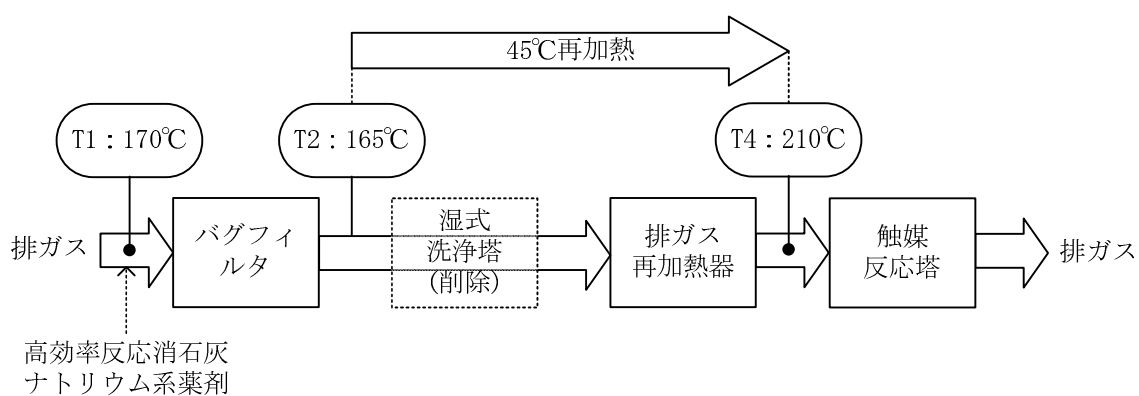 45℃再加熱
T1：170℃
T2：165℃
T4：210℃
排ガス
バグフィ
ルタ
湿式
洗浄塔
(削除)
排ガス
再加熱器
触媒
反応塔
排ガス
高効率反応消石灰
ナトリウム系薬剤